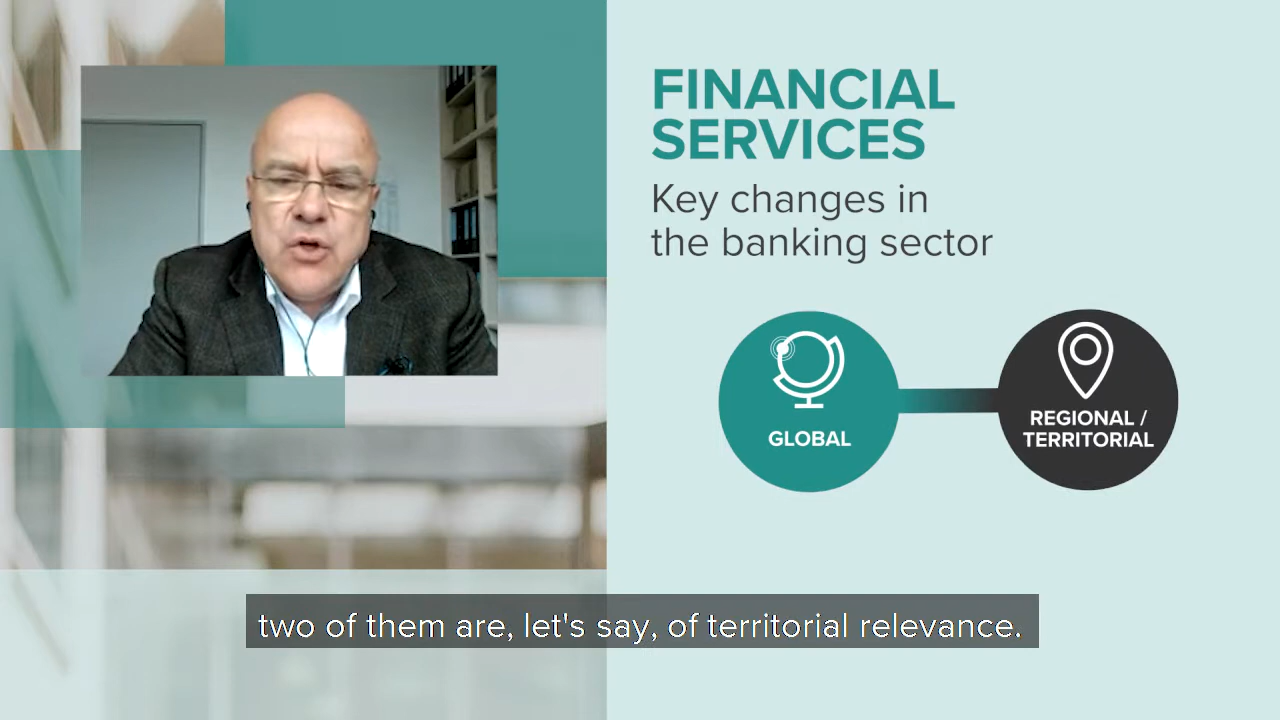 FINANCIAL
SERVICES
Key changes in
the banking sector
GLOBAL
REGIONAL /
TERRITORIAL
two of them are, let's say, of territorial relevance.